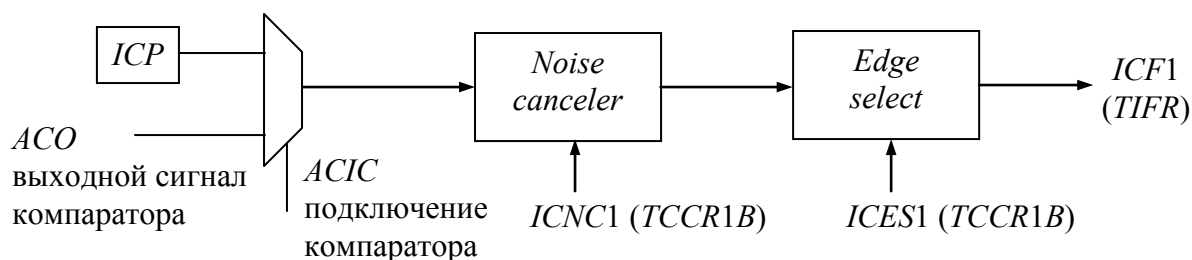 ICP
Noise
canceler
Edge
select
ICF1
(TIFR)
ACO
выходной сигнал
компаратора
ACIC
подключение
компаратора
ICNC1 (TCCR1B)
ICES1 (TCCR1B)